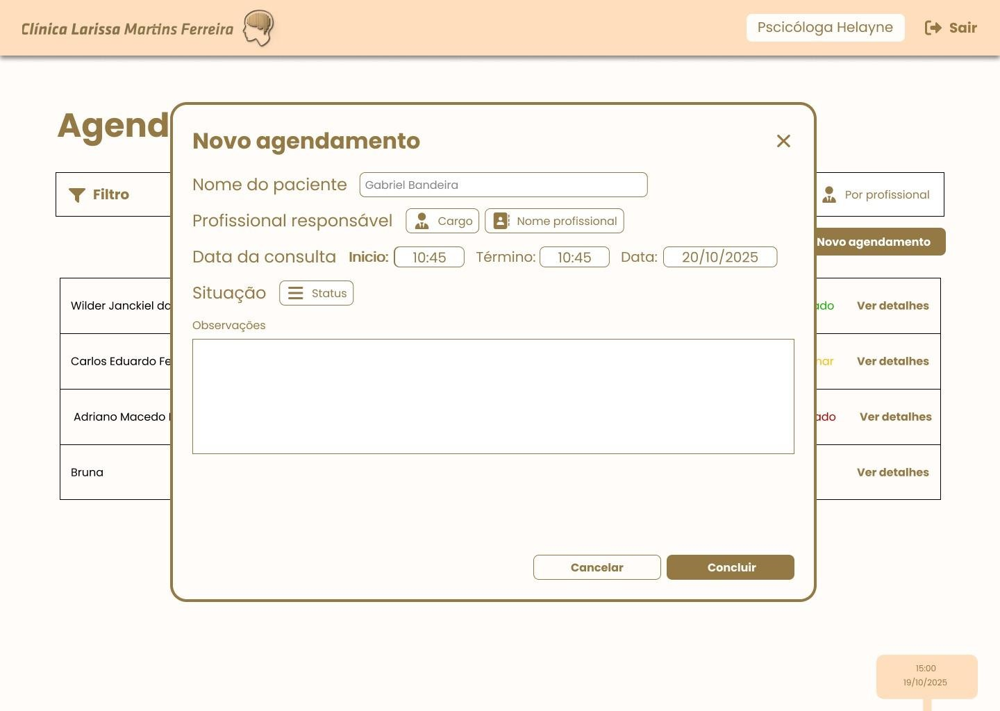 Clínica Larissa Martins Ferreira
Pscicóloga Helayne
Sair
Agend
Novo agendamento
Nome do paciente Gabriel Bandeira
Filtro
Por profissional
Profissional responsável Cargo Nome profissional
Novo agendamento
Data da consulta Inicio: 10:45 Término: 10:45 Data: 20/10/2025
Situação Status
Wilder Janckiel da
ado Ver detalhes
Observações
Carlos Eduardo Fe
nar Ver detalhes
Adriano Macedo
ado Ver detalhes
Bruna
Ver detalhes
Cancelar Concluir
15:00
19/10/2025